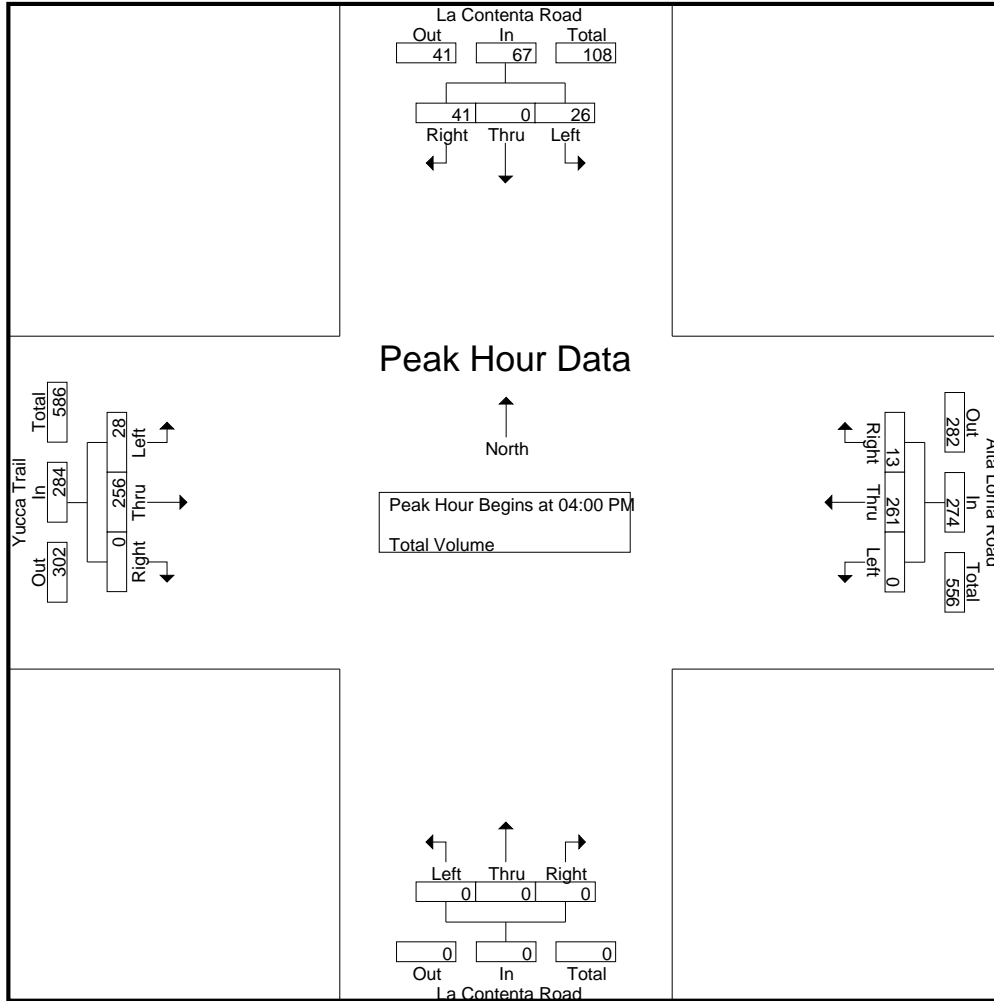 La Contenta Road
Out In Total
41 67 108
41 0 26
Right Thru Left
Peak Hour Data
North
Peak Hour Begins at 04:00 PM
Total Volume
Yucca Trail
Out In Total
302 284 586
0 256 28
Right Thru Left
Alta Loma Road
Out In Total
282 274 556
13 261 0
Right Thru Left
Left Thru Right
0 0 0
0 0 0
Out In Total
La Contenta Road